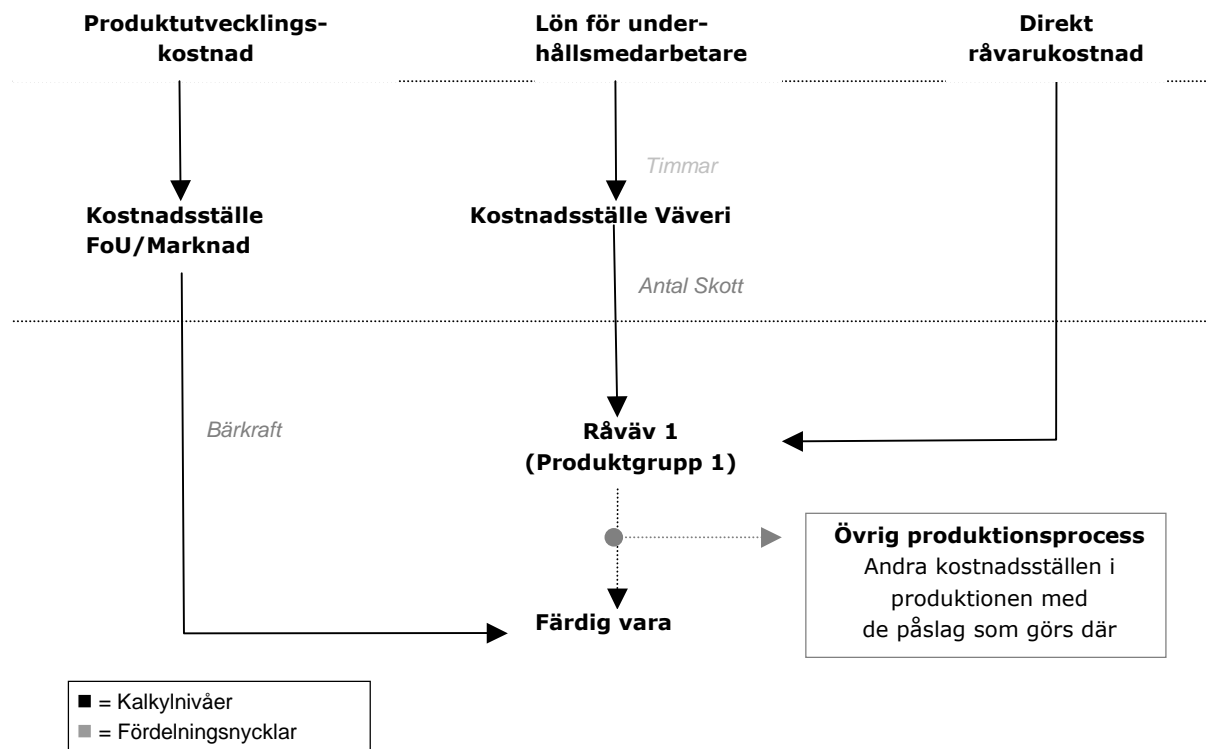 Produktutvecklings-
kostnad
Lön för under-
hållsmedarbetare
Direkt
råvarukostnad
Timmar
Kostnadsställe
FoU/Marknad
Kostnadsställe Väveri
Antal Skott
Bärkraft
Råväv 1
(Produktgrupp 1)
Övrig produktionsprocess
Andra kostnadsställen i
produktionen med
de påslag som görs där
Färdig vara
= Kalkylnivåer
= Fördelningsnycklar